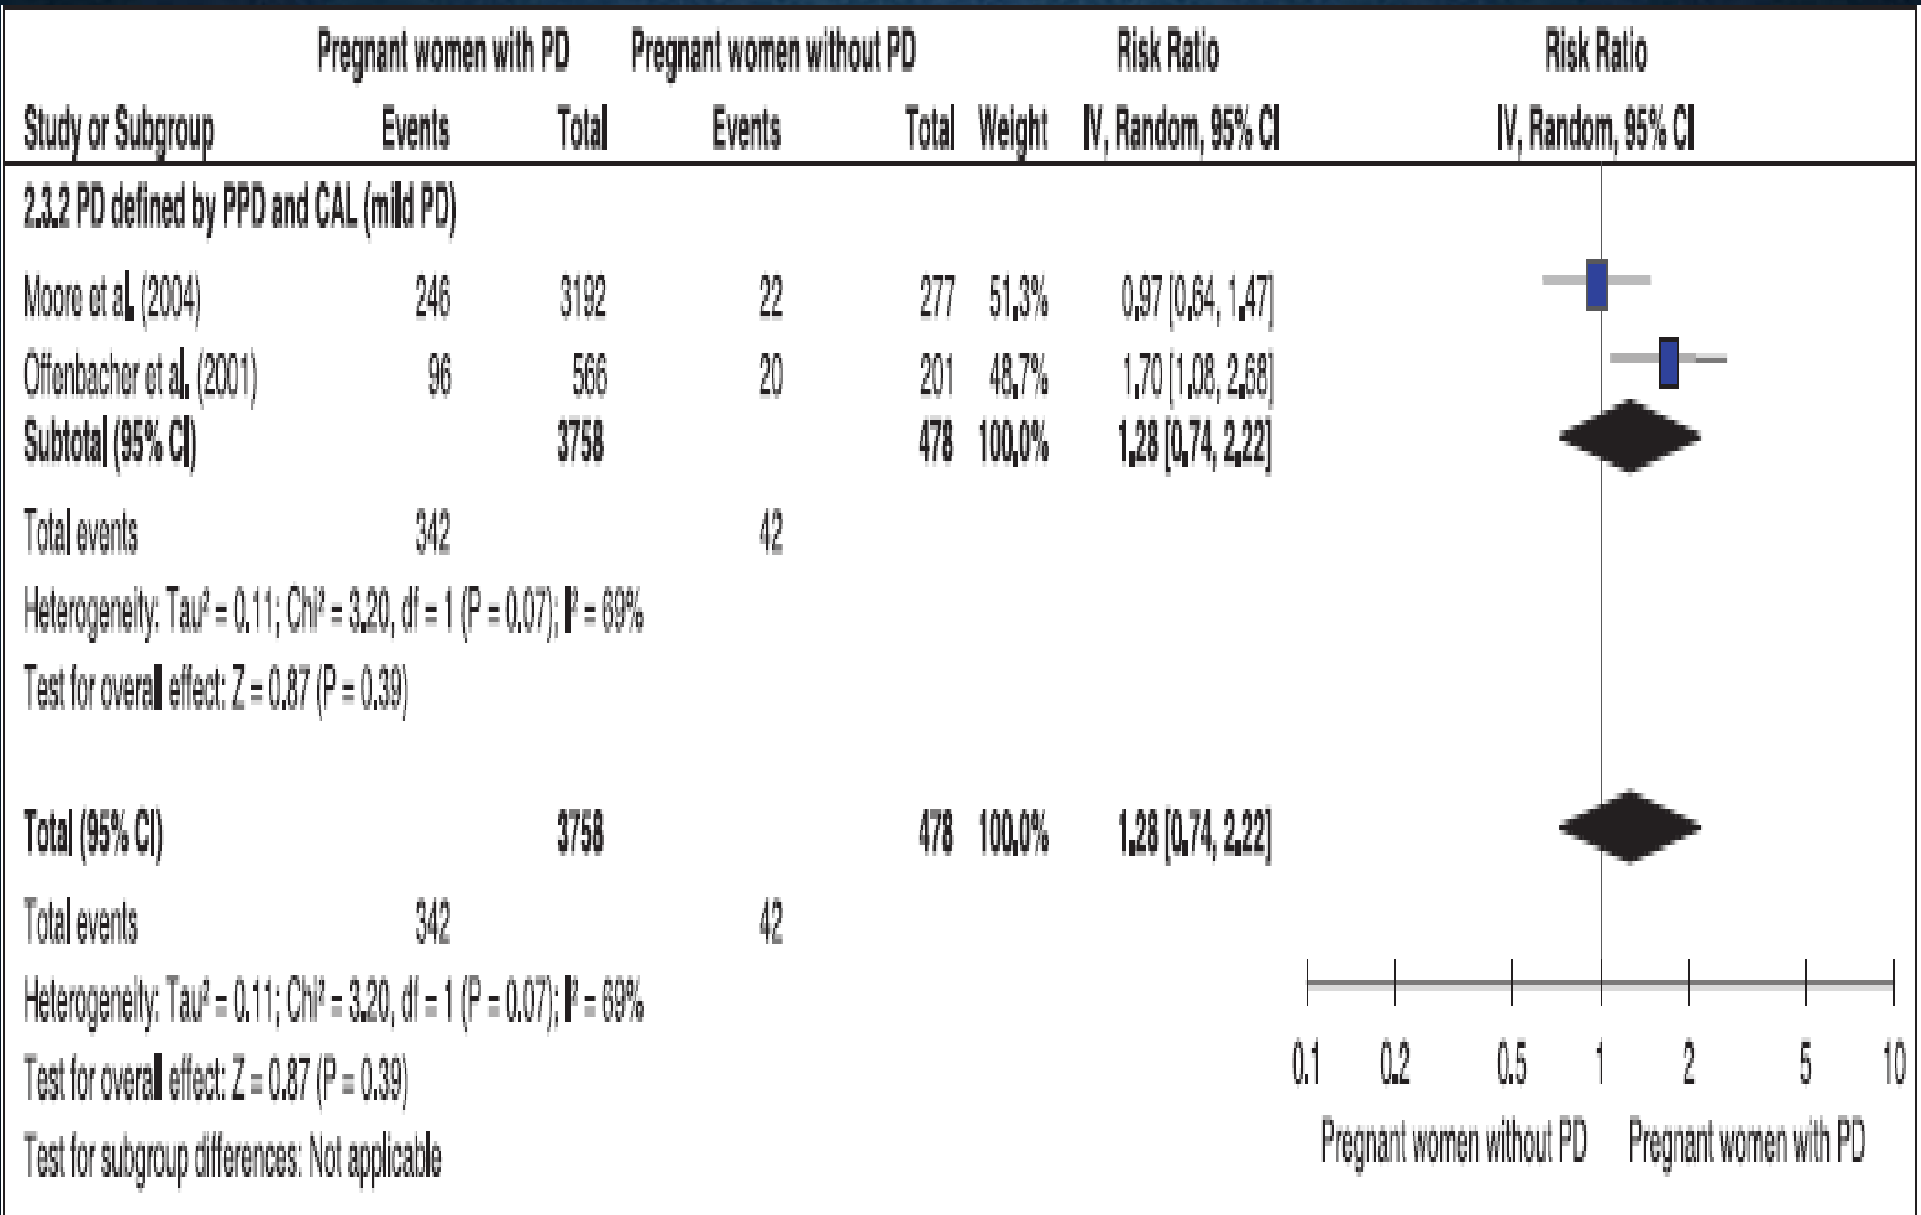 Pregnant women with PD Pregnant women without PD Risk Ratio Risk Ratio
Study or Subgroup Events Total Events Total Weight IV, Random, 95% CI IV, Random, 95% CI
2.3.2 PD defined by PPD and CAL (mild PD)
Moore et al. (2004) 246 3192 22 277 51.3% 0.97 [0.64, 1.47]
Offenbacher et al. (2001) 96 566 20 201 48.7% 1.70 [1.08, 2.68]
Subtotal (95% CI) 3758 478 100.0% 1.28 [0.74, 2.22]
Total events 342 42
Heterogeneity: Tau² = 0.11; Chi² = 3.20, df = 1 (P = 0.07); I² = 69%
Test for overall effect: Z = 0.87 (P = 0.39)
Total (95% CI) 3758 478 100.0% 1.28 [0.74, 2.22]
Total events 342 42
Heterogeneity: Tau² = 0.11; Chi² = 3.20, df = 1 (P = 0.07); I² = 69%
Test for overall effect: Z = 0.87 (P = 0.39)
Test for subgroup differences: Not applicable
0.1 0.2 0.5 1 2 5 10
Pregnant women without PD Pregnant women with PD